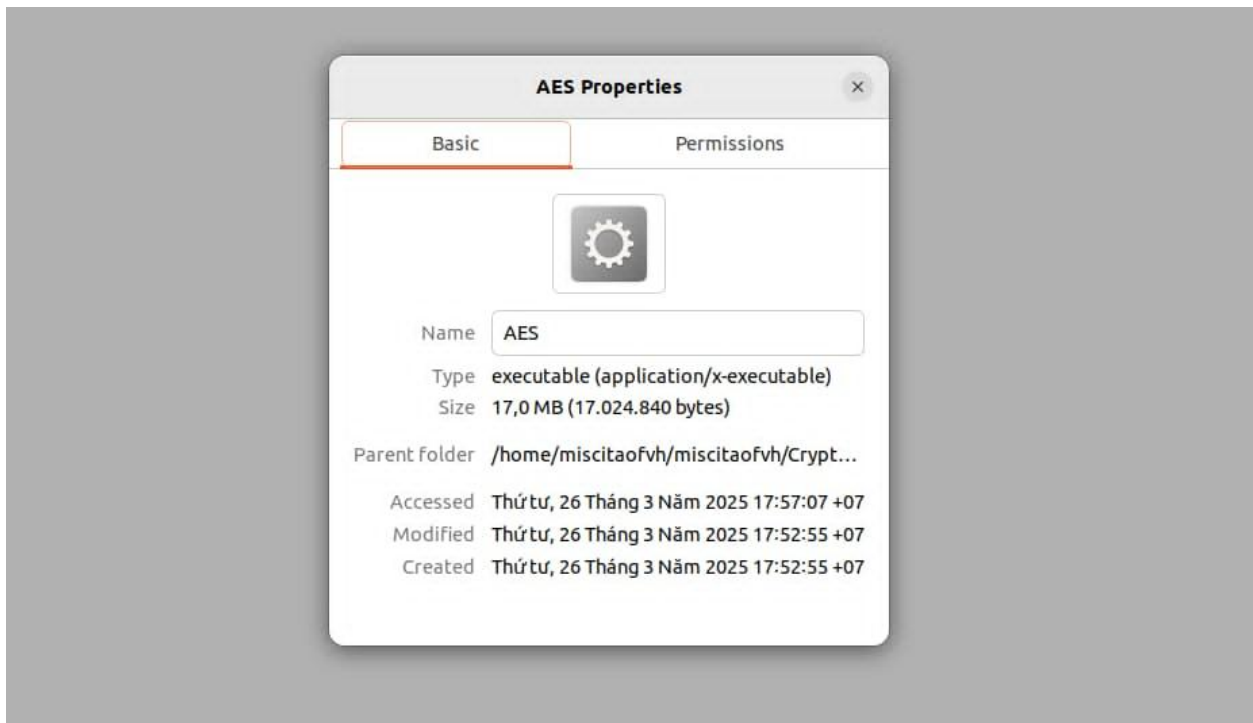 AES Properties
Basic
Permissions
Name AES
Type executable (application/x-executable)
Size 17,0 MB (17.024.840 bytes)
Parent folder /home/miscitaofvh/miscitaofvh/Crypt...
Accessed Thứ tư, 26 Tháng 3 Năm 2025 17:57:07 +07
Modified Thứ tư, 26 Tháng 3 Năm 2025 17:52:55 +07
Created Thứ tư, 26 Tháng 3 Năm 2025 17:52:55 +07